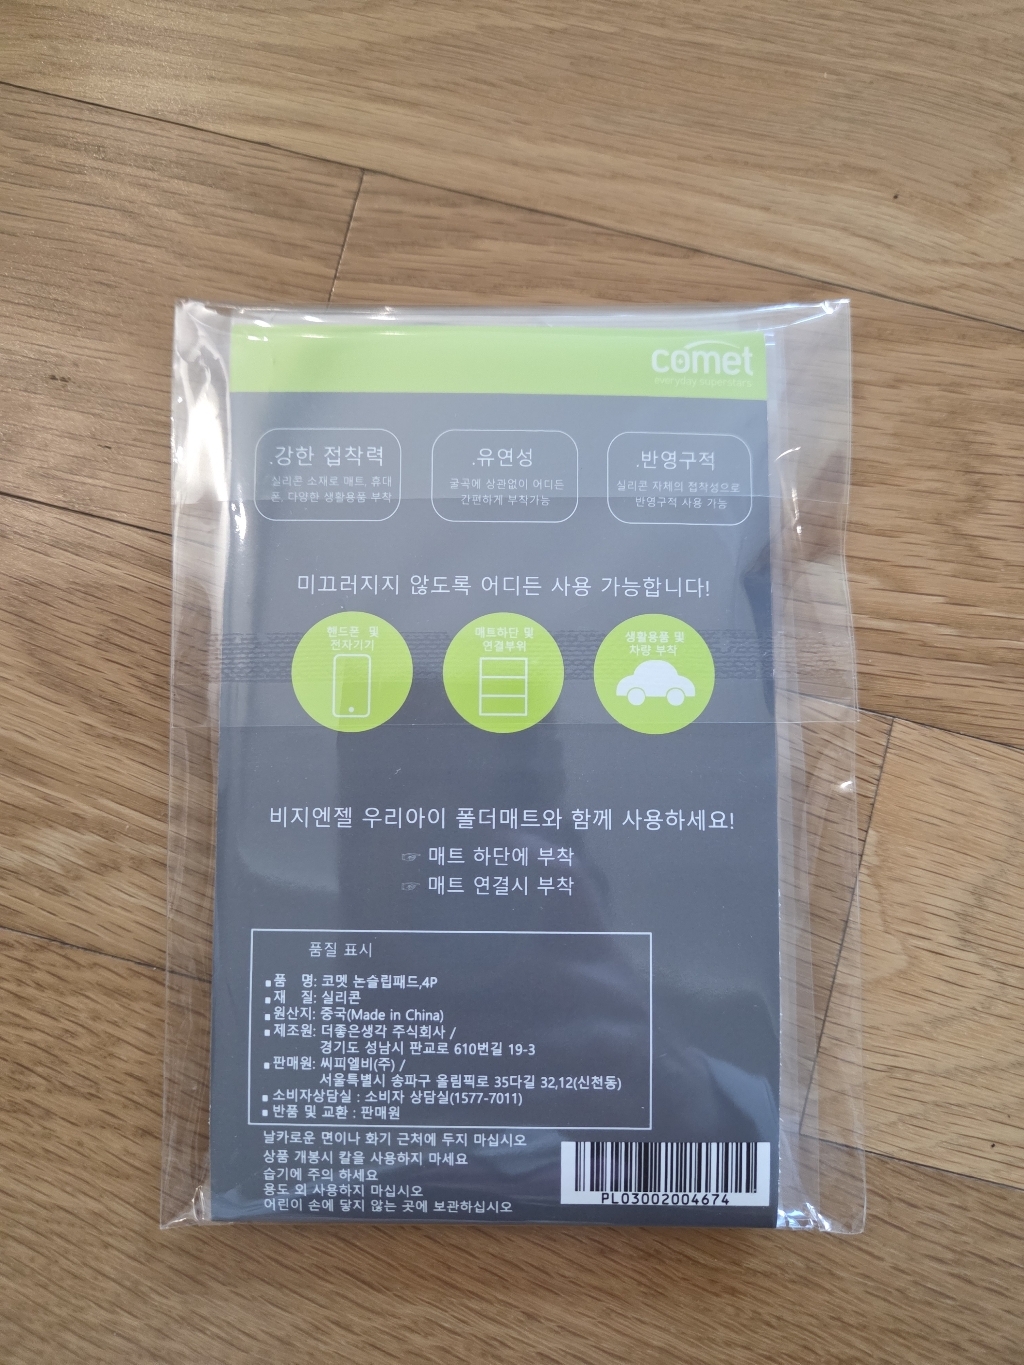 comet
everyday superstars
.강한 접착력
실리콘 소재로 매트, 휴대
폰, 다양한 생활용품 부착
.유연성
굴곡에 상관없이 어디든
간편하게 부착가능
.반영구적
실리콘 자체의 접착성으로
반영구적 사용 가능
미끄러지지 않도록 어디든 사용 가능합니다!
핸드폰 및
전자기기
매트하단 및
연결부위
생활용품 및
차량 부착
비지엔젤 우리아이 폴더매트와 함께 사용하세요!
☞ 매트 하단에 부착
☞ 매트 연결시 부착
품질 표시
■품 명: 코멧 논슬립패드,4P
■재 질: 실리콘
■원산지: 중국(Made in China)
■제조원: 더좋은생각 주식회사 /
경기도 성남시 판교로 610번길 19-3
■판매원: 씨피엘비(주) /
서울특별시 송파구 올림픽로 35다길 32,12(신천동)
■소비자상담실 : 소비자 상담실(1577-7011)
■반품 및 교환 : 판매원
날카로운 면이나 화기 근처에 두지 마십시오
상품 개봉시 칼을 사용하지 마세요
습기에 주의 하세요
용도 외 사용하지 마십시오
어린이 손에 닿지 않는 곳에 보관하십시오
PL03002004674